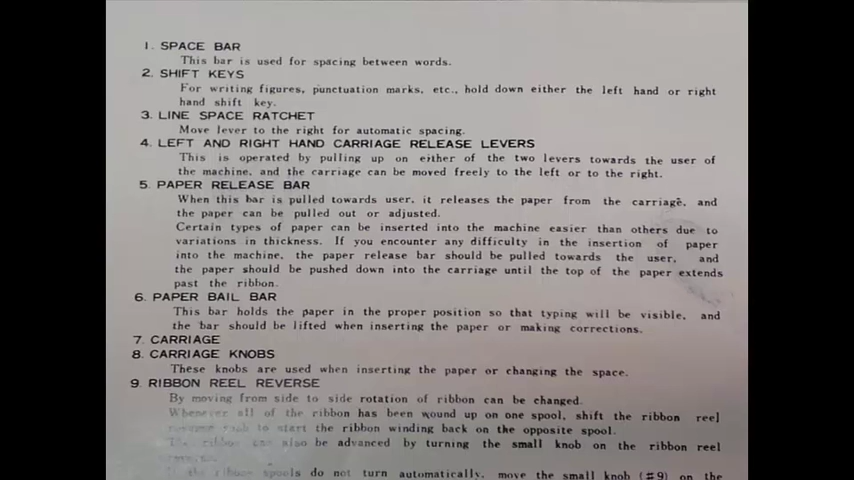 1. SPACE BAR
This bar is used for spacing between words.
2. SHIFT KEYS
For writing figures, punctuation marks, etc., hold down either the left hand or right
hand shift key.
3. LINE SPACE RATCHET
Move lever to the right for automatic spacing.
4. LEFT AND RIGHT HAND CARRIAGE RELEASE LEVERS
This is operated by pulling up on either of the two levers towards the user of
the machine, and the carriage can be moved freely to the left or to the right.
5. PAPER RELEASE BAR
When this bar is pulled towards user, it releases the paper from the carriage, and
the paper can be pulled out or adjusted.
Certain types of paper can be inserted into the machine easier than others due to
variations in thickness. If you encounter any difficulty in the insertion of paper
into the machine, the paper release bar should be pulled towards the user, and
the paper should be pushed down into the carriage until the top of the paper extends
past the ribbon.
6. PAPER BAIL BAR
This bar holds the paper in the proper position so that typing will be visible, and
the bar should be lifted when inserting the paper or making corrections.
7. CARRIAGE
8. CARRIAGE KNOBS
These knobs are used when inserting the paper or changing the space.
9. RIBBON REEL REVERSE
By moving from side to side rotation of ribbon can be changed.
Whenever all of the ribbon has been wound up on one spool, shift the ribbon reel
to start the ribbon winding back on the opposite spool.
The ribbon can also be advanced by turning the small knob on the ribbon reel
the ribbon spools do not turn automatically, move the small knob (#9) on the